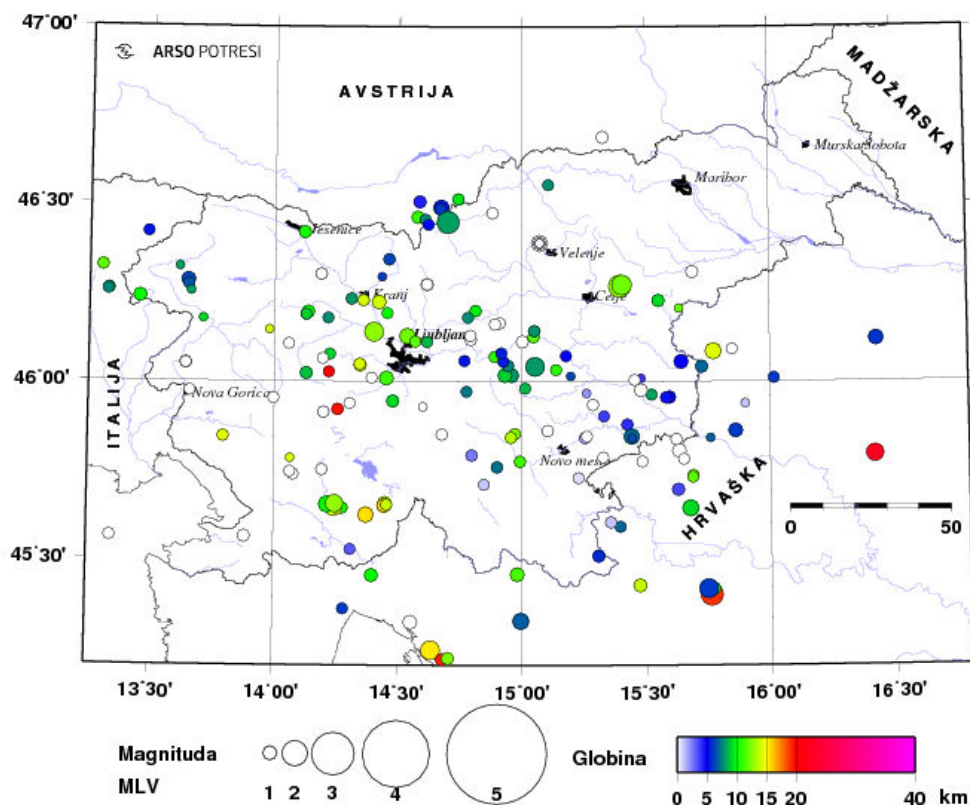 47°00'
ARSO POTRESI
AVSTRIJA
MADŽARSKA
Murska Sobota
Maribor
46°30'
Jesenice
Velenje
Kranj
Celje
Ljubljana
46°00'
ITALIJA
Nova Gorica
Novo mesto
HRVAŠKA
0 50
45°30'
13°30' 14°00' 14°30' 15°00' 15°30' 16°00' 16°30'
Magnituda
MLV
1 2 3 4 5
Globina
0 5 10 15 20 40 km